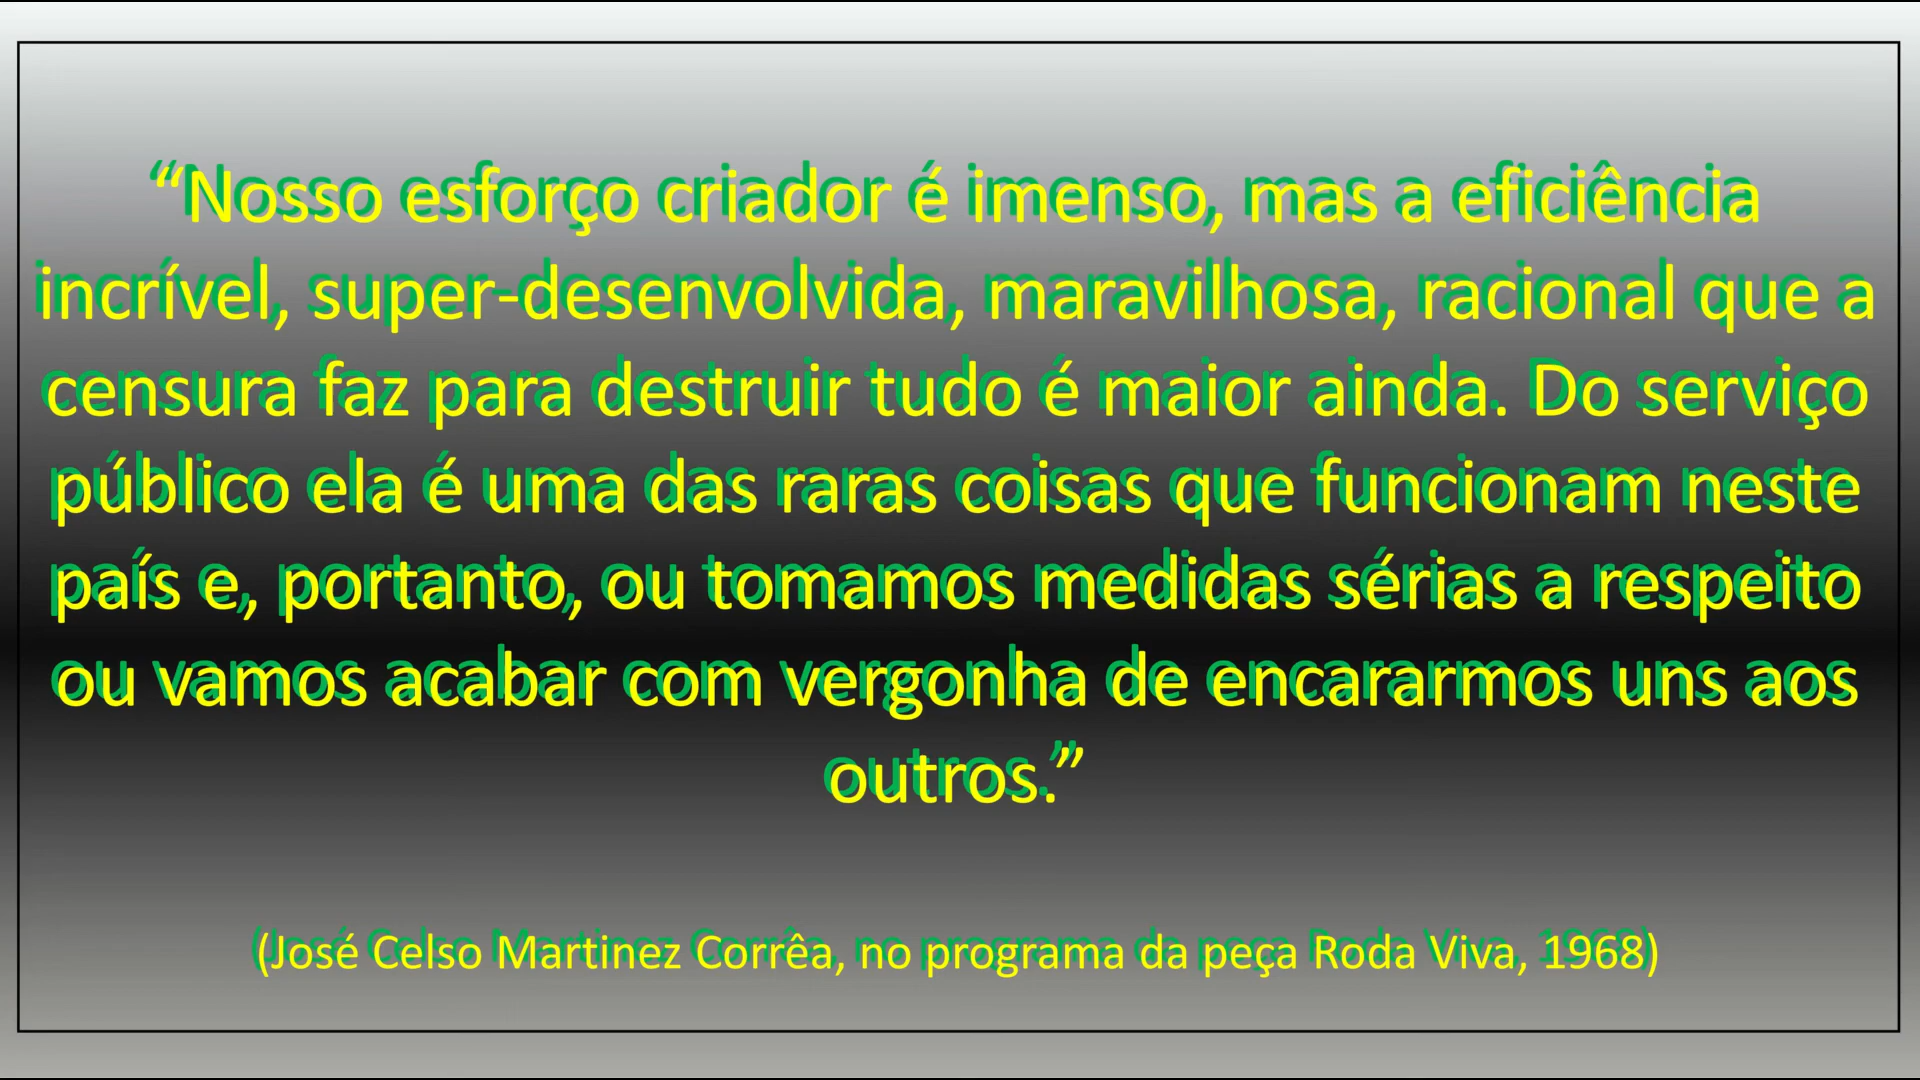 “Nosso esforço criador é imenso, mas a eficiência
incrível, super-desenvolvida, maravilhosa, racional que a
censura faz para destruir tudo é maior ainda. Do serviço
público ela é uma das raras coisas que funcionam neste
país e, portanto, ou tomamos medidas sérias a respeito
ou vamos acabar com vergonha de encararmos uns aos
outros.”
(José Celso Martinez Corrêa, no programa da peça Roda Viva, 1968)